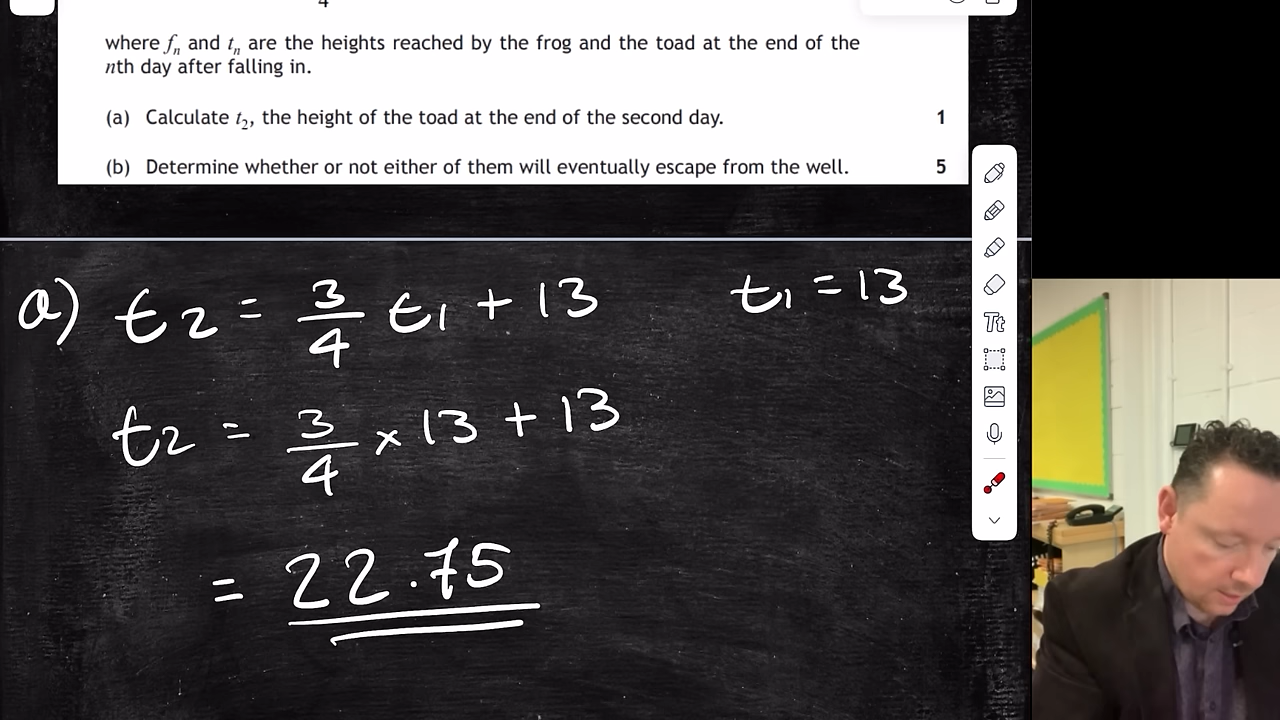 4
where fn and tn are the heights reached by the frog and the toad at the end of the
nth day after falling in.
(a) Calculate t2, the height of the toad at the end of the second day. 1
(b) Determine whether or not either of them will eventually escape from the well. 5
a) t2 = 3/4 t1 + 13 t1 = 13
t2 = 3/4 × 13 + 13
= 22.75
Tt